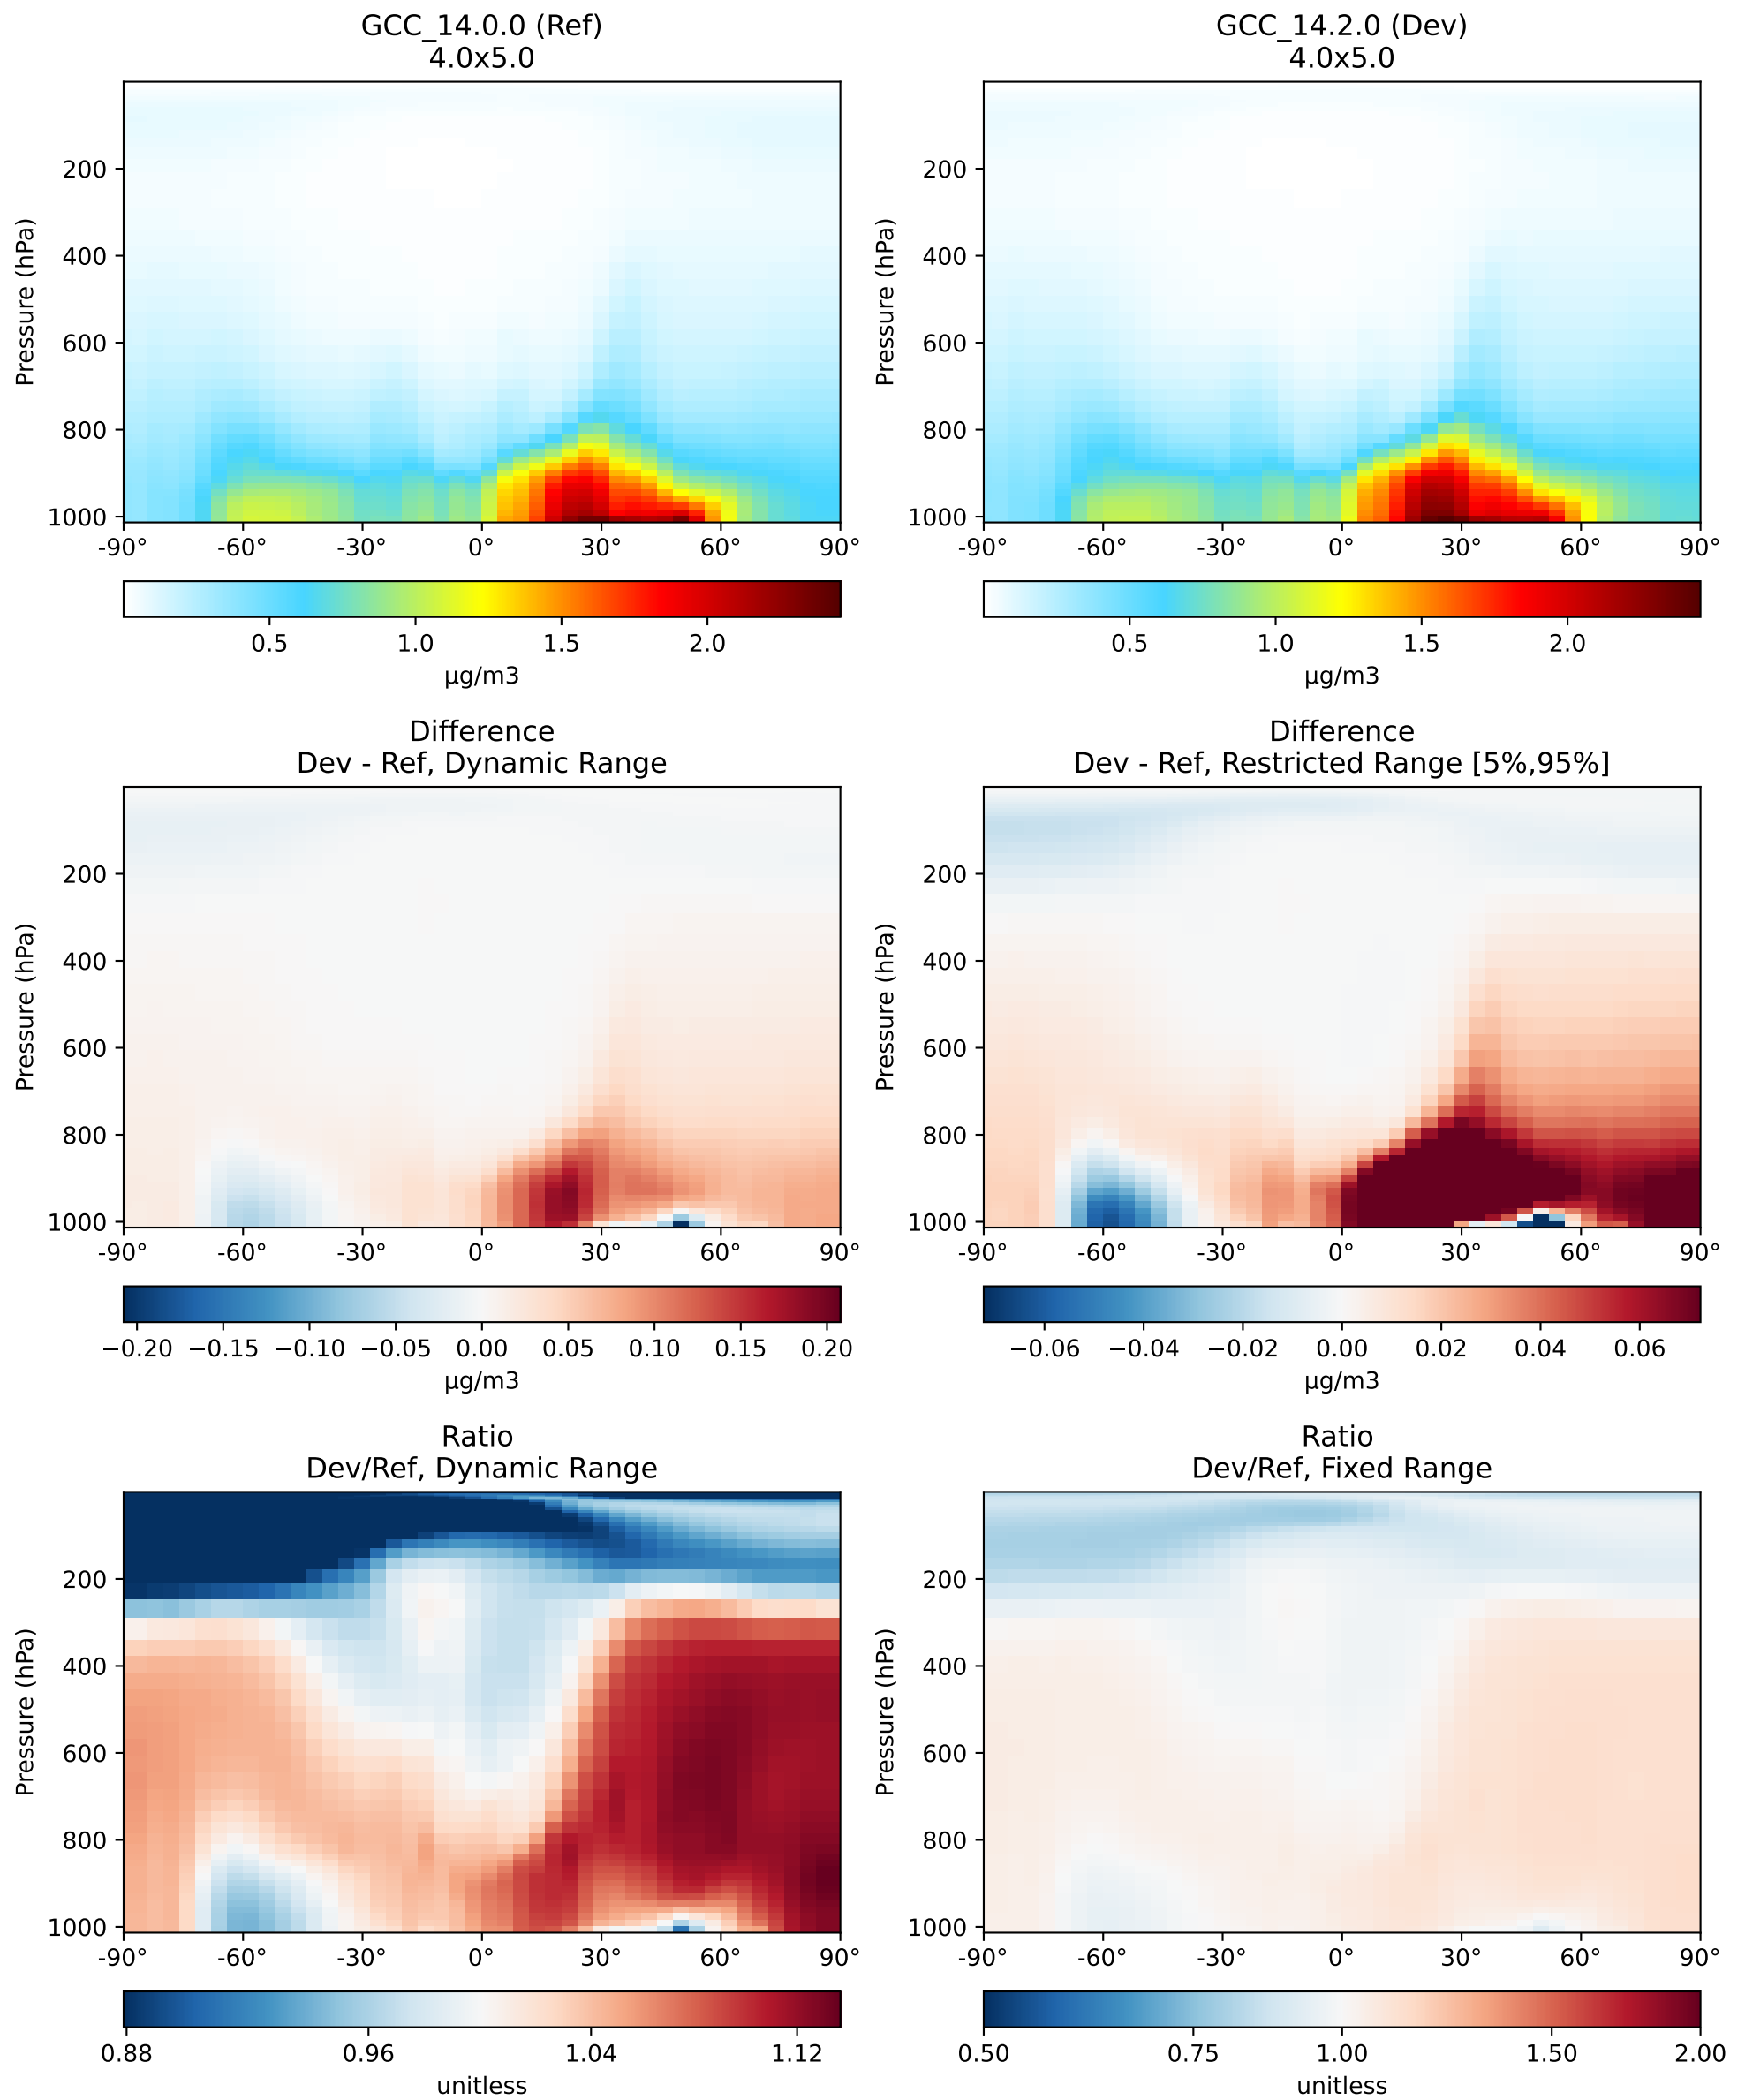 GCC_14.0.0 (Ref)
4.0x5.0
Pressure (hPa)
200
400
600
800
1000
-90° -60° -30° 0° 30° 60° 90°
0.5 1.0 1.5 2.0
µg/m3
GCC_14.2.0 (Dev)
4.0x5.0
Pressure (hPa)
200
400
600
800
1000
-90° -60° -30° 0° 30° 60° 90°
0.5 1.0 1.5 2.0
µg/m3
Difference
Dev - Ref, Dynamic Range
Pressure (hPa)
200
400
600
800
1000
-90° -60° -30° 0° 30° 60° 90°
−0.20 −0.15 −0.10 −0.05 0.00 0.05 0.10 0.15 0.20
µg/m3
Difference
Dev - Ref, Restricted Range [5%,95%]
Pressure (hPa)
200
400
600
800
1000
-90° -60° -30° 0° 30° 60° 90°
−0.06 −0.04 −0.02 0.00 0.02 0.04 0.06
µg/m3
Ratio
Dev/Ref, Dynamic Range
Pressure (hPa)
200
400
600
800
1000
-90° -60° -30° 0° 30° 60° 90°
0.88 0.96 1.04 1.12
unitless
Ratio
Dev/Ref, Fixed Range
Pressure (hPa)
200
400
600
800
1000
-90° -60° -30° 0° 30° 60° 90°
0.50 0.75 1.00 1.50 2.00
unitless